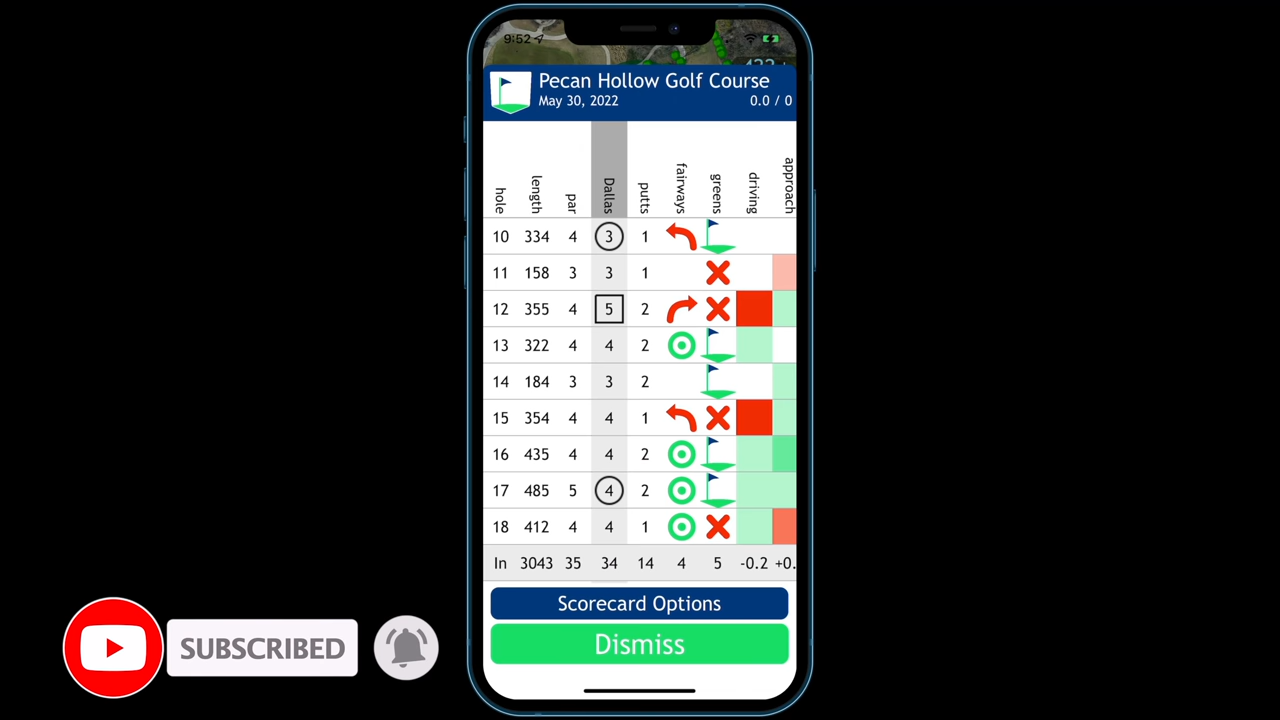 9:52
Pecan Hollow Golf Course
May 30, 2022 0.0 / 0
hole length par Dallas putts fairways greens driving approach
10 334 4 3 1
11 158 3 3 1
12 355 4 5 2
13 322 4 4 2
14 184 3 3 2
15 354 4 4 1
16 435 4 4 2
17 485 5 4 2
18 412 4 4 1
In 3043 35 34 14 4 5 -0.2 +0.
Scorecard Options
Dismiss
SUBSCRIBED